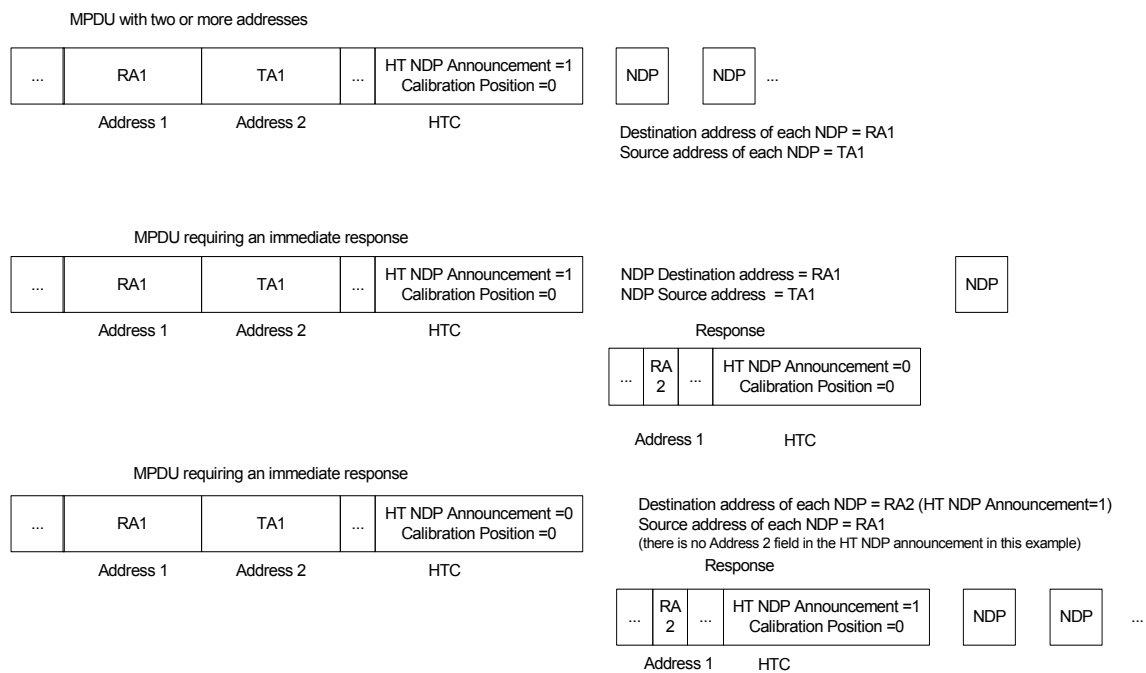 MPDU with two or more addresses
... RA1 TA1 ... HT NDP Announcement =1
Calibration Position =0
NDP NDP ...
Address 1 Address 2 HTC
Destination address of each NDP = RA1
Source address of each NDP = TA1
MPDU requiring an immediate response
... RA1 TA1 ... HT NDP Announcement =1
Calibration Position =0
Address 1 Address 2 HTC
NDP Destination address = RA1
NDP Source address = TA1
NDP
Response
... RA
2 ... HT NDP Announcement =0
Calibration Position =0
Address 1 HTC
MPDU requiring an immediate response
... RA1 TA1 ... HT NDP Announcement =0
Calibration Position =0
Address 1 Address 2 HTC
Destination address of each NDP = RA2 (HT NDP Announcement=1)
Source address of each NDP = RA1
(there is no Address 2 field in the HT NDP announcement in this example)
Response
... RA
2 ... HT NDP Announcement =1
Calibration Position =0
NDP NDP ...
Address 1 HTC